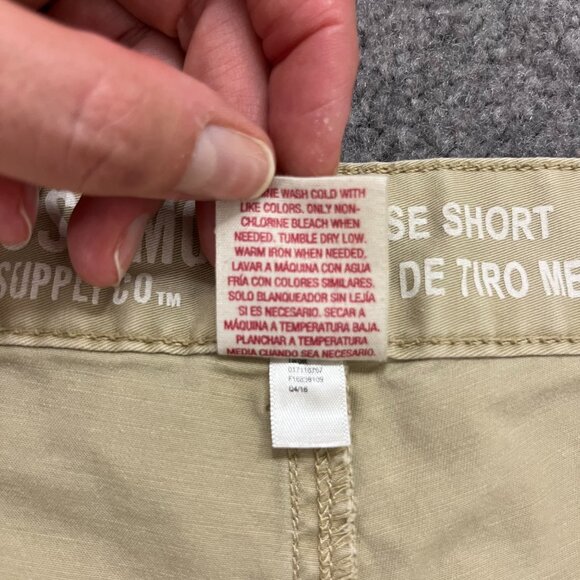 SE SHORT
SUPPLY CO™
DE TIRO ME
WASH COLD WITH
LIKE COLORS. ONLY NON-
CHLORINE BLEACH WHEN
NEEDED. TUMBLE DRY LOW.
WARM IRON WHEN NEEDED.
LAVAR A MÁQUINA CON AGUA
FRÍA CON COLORES SIMILARES.
SOLO BLANQUEADOR SIN LEJÍA
SI ES NECESARIO. SECAR A
MÁQUINA A TEMPERATURA BAJA.
PLANCHAR A TEMPERATURA
MEDIA CUANDO SEA NECESARIO.
Q4/16